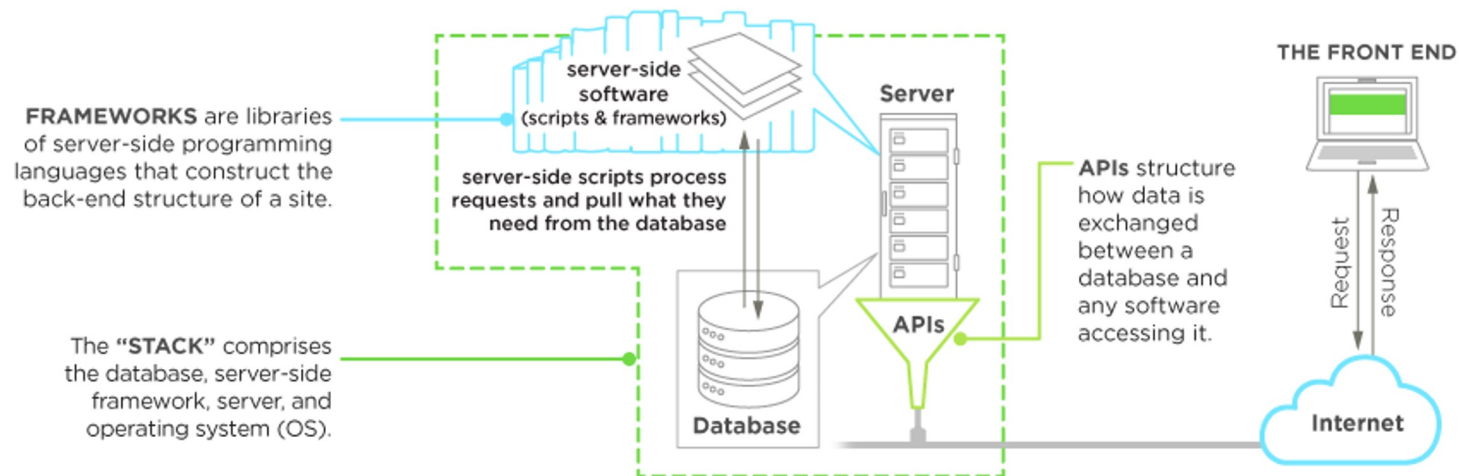 FRAMEWORKS are libraries
of server-side programming
languages that construct the
back-end structure of a site.
The “STACK” comprises
the database, server-side
framework, server, and
operating system (OS).
server-side
software
(scripts & frameworks)
server-side scripts process
requests and pull what they
need from the database
Database
Server
APIs
APIs structure
how data is
exchanged
between a
database and
any software
accessing it.
THE FRONT END
Request
Response
Internet